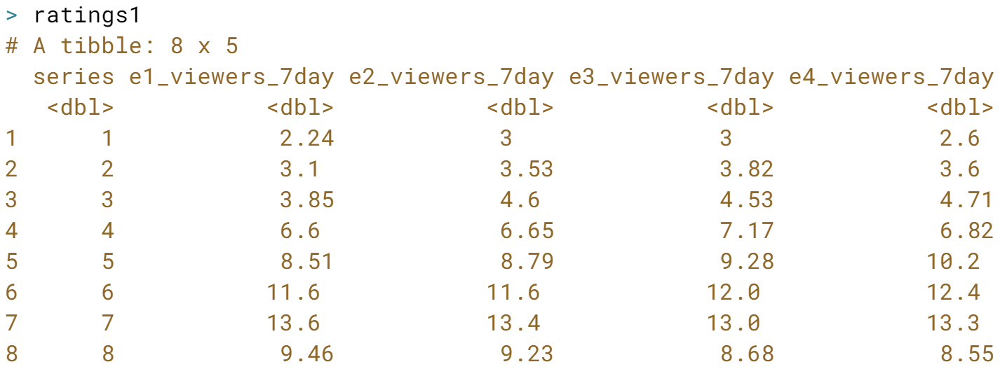 > ratings1
# A tibble: 8 x 5
series e1_viewers_7day e2_viewers_7day e3_viewers_7day e4_viewers_7day
<dbl> <dbl> <dbl> <dbl> <dbl>
1 1 2.24 3 3 2.6
2 2 3.1 3.53 3.82 3.6
3 3 3.85 4.6 4.53 4.71
4 4 6.6 6.65 7.17 6.82
5 5 8.51 8.79 9.28 10.2
6 6 11.6 11.6 12.0 12.4
7 7 13.6 13.4 13.0 13.3
8 8 9.46 9.23 8.68 8.55